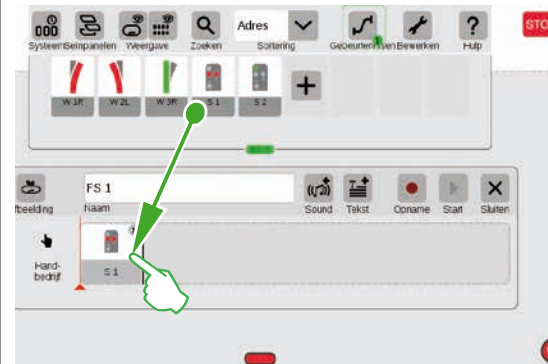 Adres
STO
Systeem Seinpanelen Weergave Zoeken Sortering Gebeurtenissen Bewerken Hulp
W 1R W 2L W 3R S 1 S 2
FS 1
fbeelding Naam Sound Tekst Opname Start Sluiten
Hand-
bedrijf
S 1